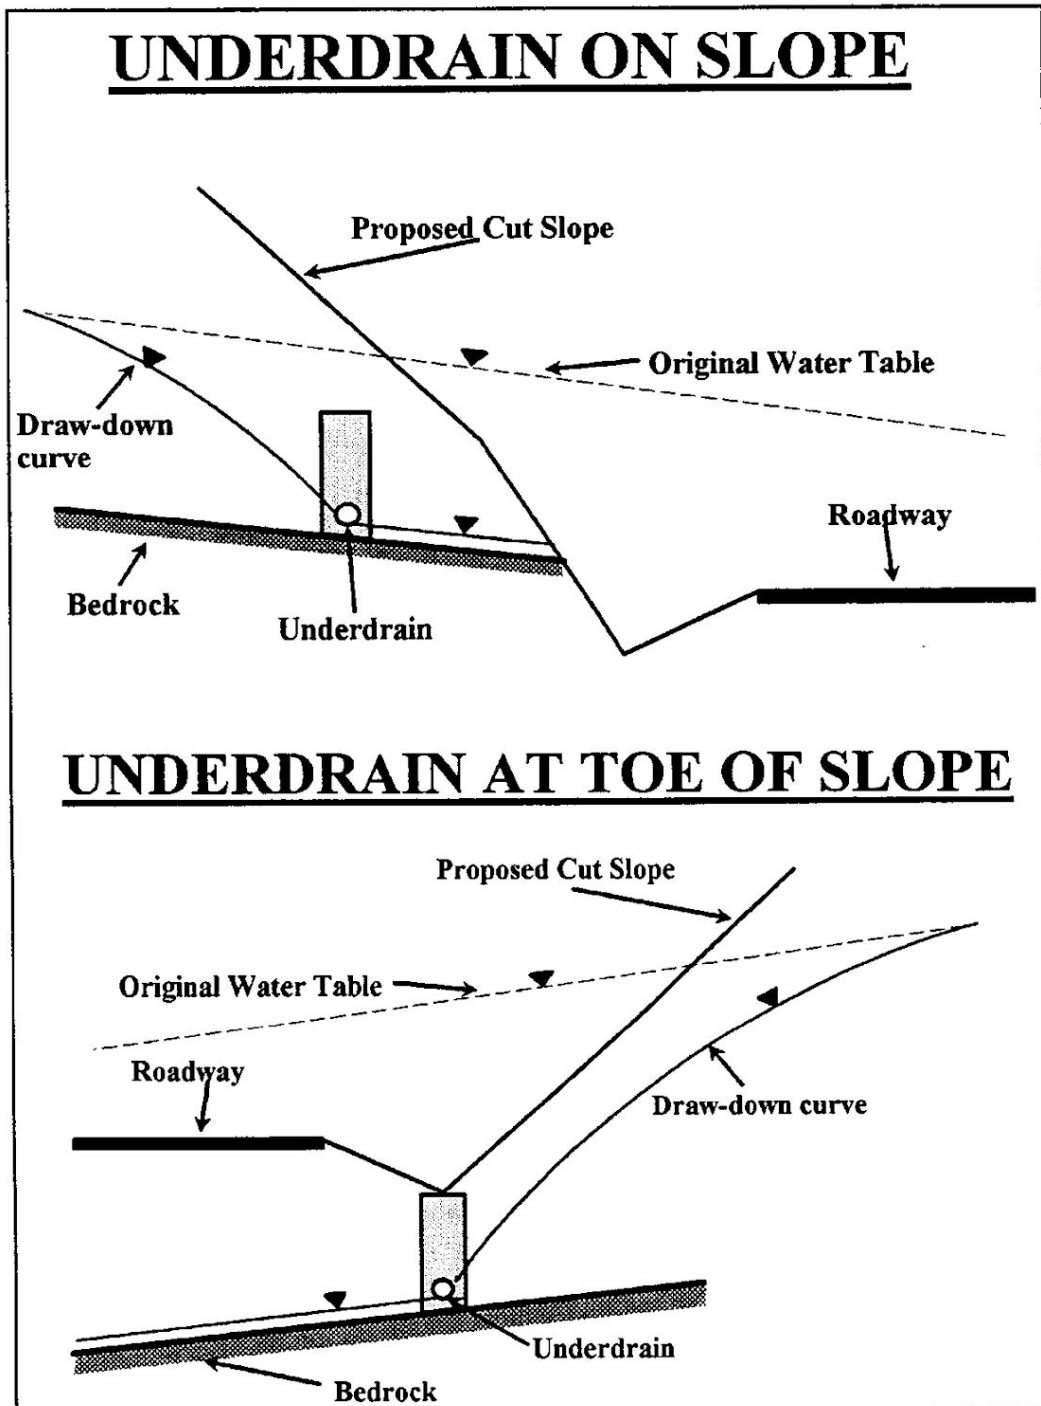 UNDERDRAIN ON SLOPE
Proposed Cut Slope
Original Water Table
Draw-down
curve
Roadway
Bedrock
Underdrain
UNDERDRAIN AT TOE OF SLOPE
Proposed Cut Slope
Original Water Table
Roadway
Draw-down curve
Underdrain
Bedrock